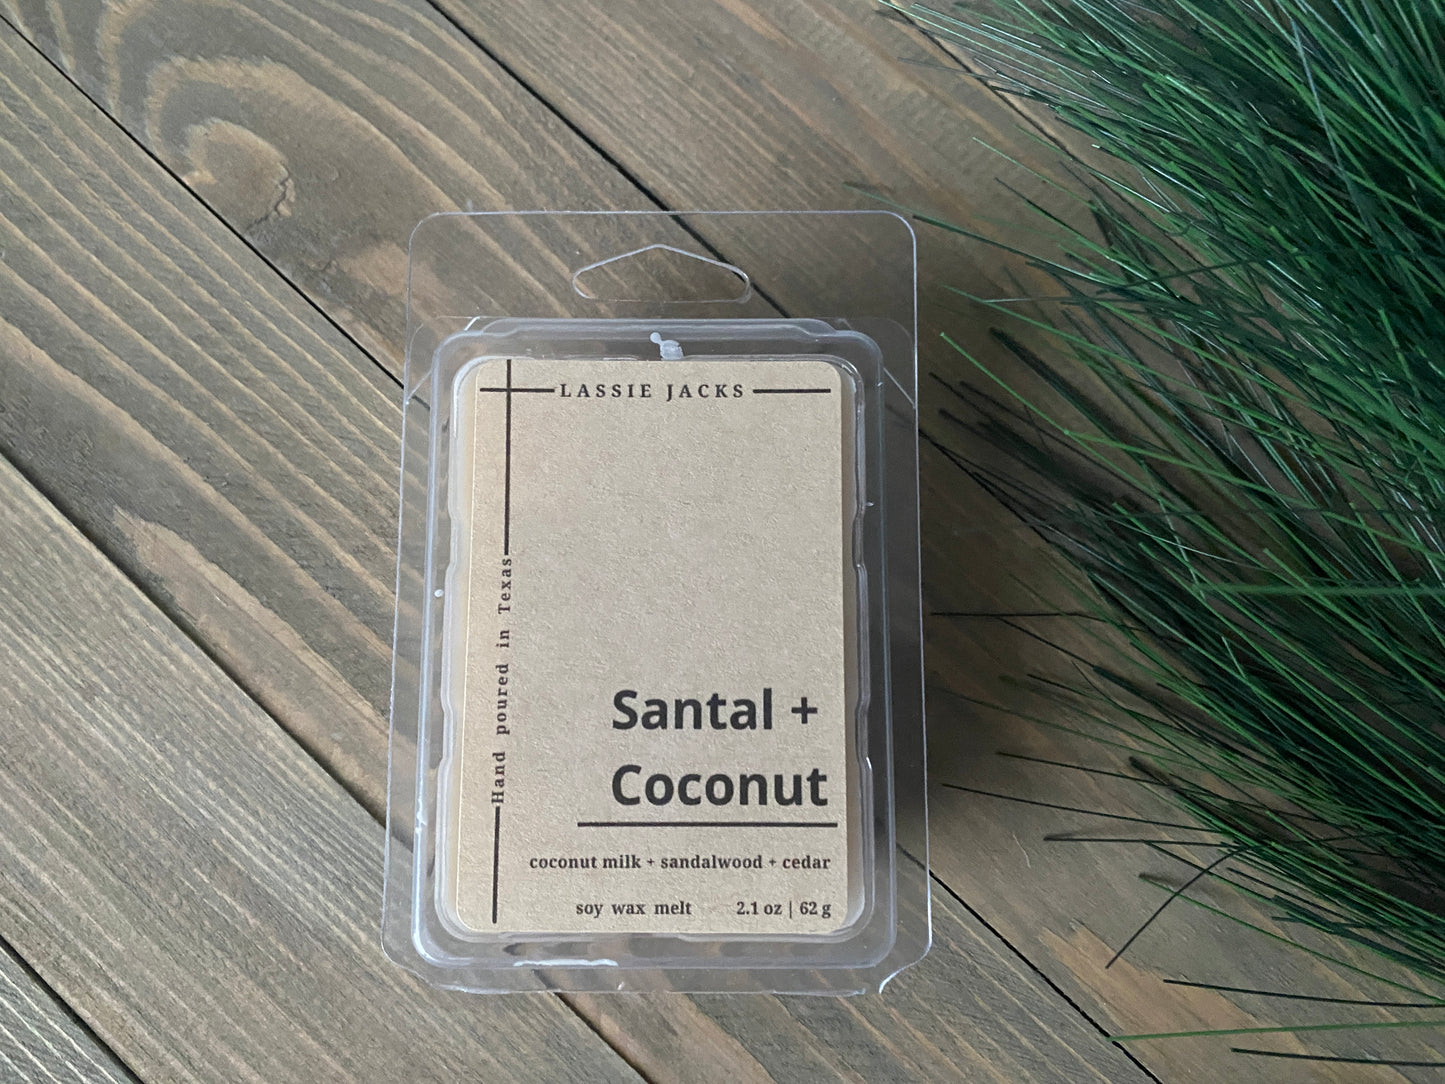 LASSIE JACKS
Hand poured in Texas
Santal +
Coconut
coconut milk + sandalwood + cedar
soy wax melt 2.1 oz | 62 g